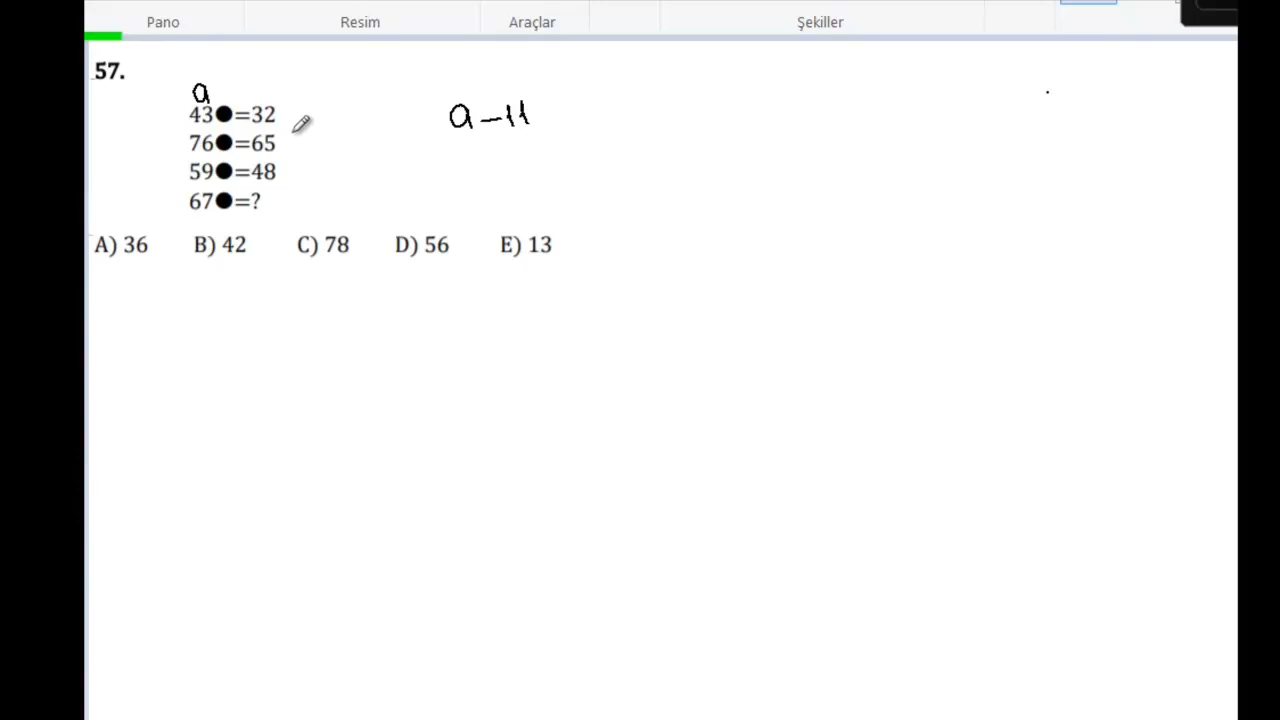 Pano Resim Araçlar Şekiller
57.
a
43●=32
a-11
76●=65
59●=48
67●=?
A) 36 B) 42 C) 78 D) 56 E) 13